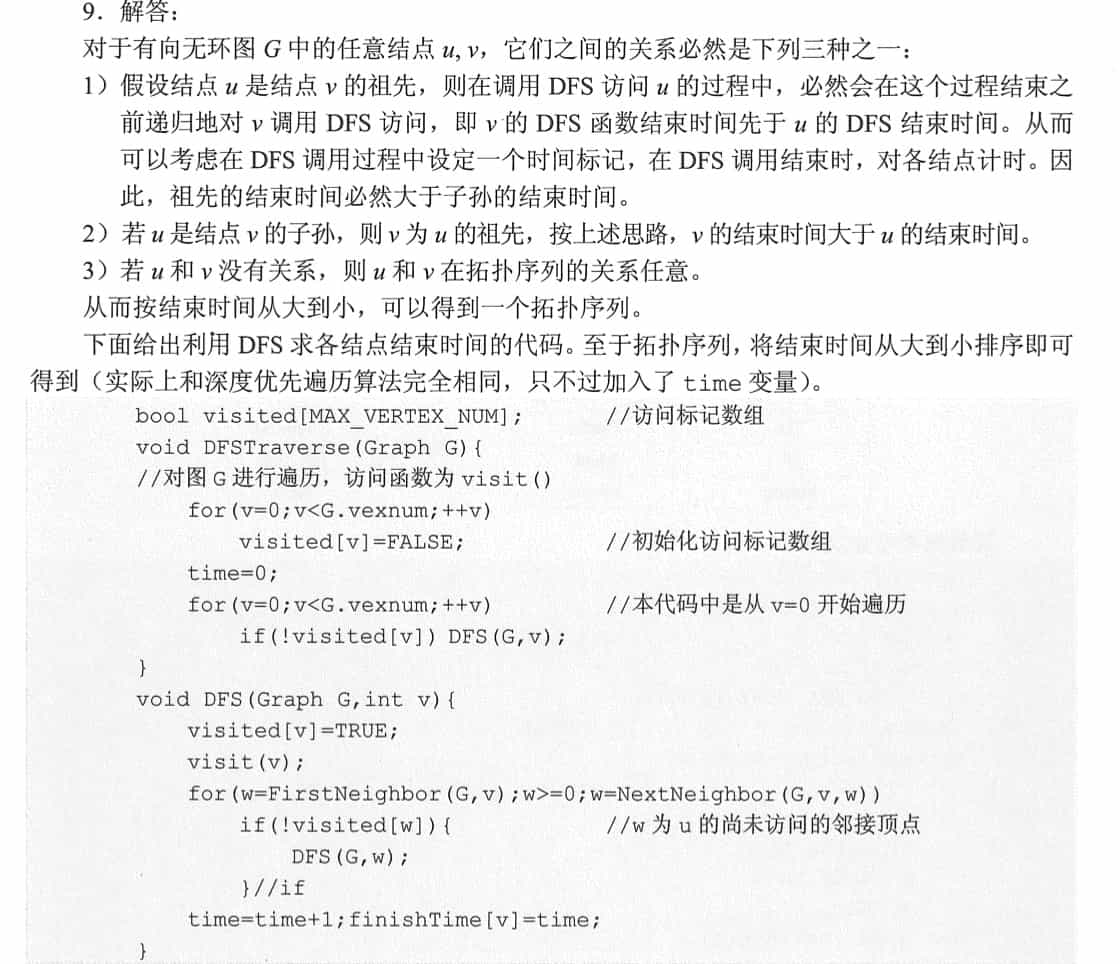 9．解答：
对于有向无环图 G 中的任意结点 u, v，它们之间的关系必然是下列三种之一：
1）假设结点 u 是结点 v 的祖先，则在调用 DFS 访问 u 的过程中，必然会在这个过程结束之
前递归地对 v 调用 DFS 访问，即 v 的 DFS 函数结束时间先于 u 的 DFS 结束时间。从而
可以考虑在 DFS 调用过程中设定一个时间标记，在 DFS 调用结束时，对各结点计时。因
此，祖先的结束时间必然大于子孙的结束时间。
2）若 u 是结点 v 的子孙，则 v 为 u 的祖先，按上述思路，v 的结束时间大于 u 的结束时间。
3）若 u 和 v 没有关系，则 u 和 v 在拓扑序列的关系任意。
从而按结束时间从大到小，可以得到一个拓扑序列。
下面给出利用 DFS 求各结点结束时间的代码。至于拓扑序列，将结束时间从大到小排序即可
得到（实际上和深度优先遍历算法完全相同，只不过加入了 time 变量）。
bool visited[MAX_VERTEX_NUM]; //访问标记数组
void DFSTraverse(Graph G){
//对图 G 进行遍历，访问函数为 visit()
for(v=0;v<G.vexnum;++v)
visited[v]=FALSE; //初始化访问标记数组
time=0;
for(v=0;v<G.vexnum;++v) //本代码中是从 v=0 开始遍历
if(!visited[v]) DFS(G,v);
}
void DFS(Graph G,int v){
visited[v]=TRUE;
visit(v);
for(w=FirstNeighbor(G,v);w>=0;w=NextNeighbor(G,v,w))
if(!visited[w]){ //w 为 u 的尚未访问的邻接顶点
DFS(G,w);
}//if
time=time+1;finishTime[v]=time;
}